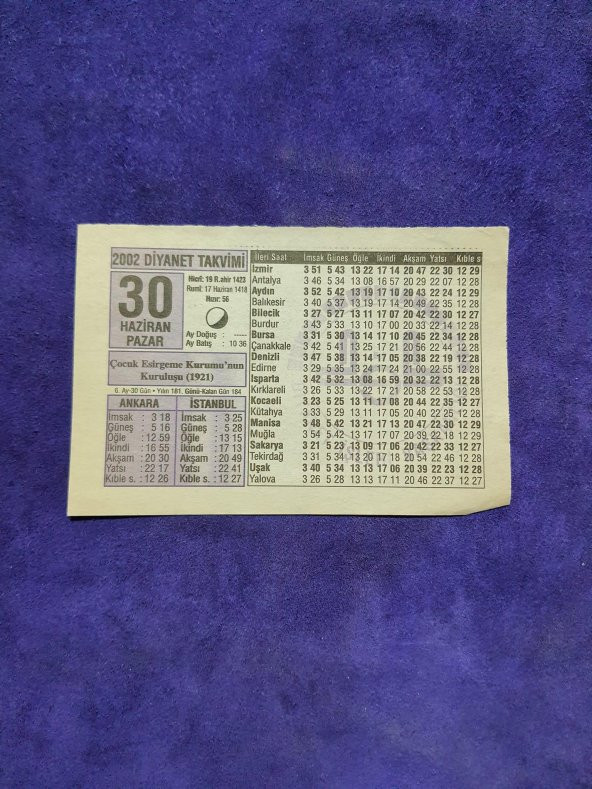 2002 DİYANET TAKVİMİ
30
HAZİRAN
PAZAR
Hicrî: 19 R.ahir 1423
Rumî: 17 Haziran 1418
Hızır: 56
Ay Doğuş : -----
Ay Batış : 10 36
Çocuk Esirgeme Kurumu'nun
Kuruluşu (1921)
6. Ay-30 Gün • Yılın 181. Günü-Kalan Gün 184
ANKARA
İmsak : 3 18
Güneş : 5 16
Öğle : 12 59
İkindi : 16 55
Akşam : 20 30
Yatsı : 22 17
Kıble s. : 12 26
İSTANBUL
İmsak : 3 25
Güneş : 5 28
Öğle : 13 15
İkindi : 17 13
Akşam : 20 49
Yatsı : 22 41
Kıble s. : 12 27
İlleri Saat İmsak Güneş Öğle İkindi Akşam Yatsı Kıble s
İzmir 3 51 5 43 13 22 17 14 20 47 22 30 12 29
Antalya 3 46 5 34 13 08 16 57 20 29 22 07 12 28
Aydın 3 52 5 42 13 19 17 10 20 43 22 24 12 29
Balıkesir 3 40 5 37 13 19 17 14 20 49 22 35 12 28
Bilecik 3 27 5 27 13 11 17 07 20 42 22 30 12 27
Burdur 3 43 5 33 13 10 17 00 20 33 22 14 12 28
Bursa 3 31 5 30 13 14 17 10 20 45 22 34 12 28
Çanakkale 3 42 5 41 13 25 17 21 20 56 22 44 12 28
Denizli 3 47 5 38 13 14 17 05 20 38 22 19 12 28
Edirne 3 29 5 35 13 24 17 24 21 00 22 55 12 28
Isparta 3 42 5 32 13 08 16 59 20 32 22 13 12 28
Kırklareli 3 26 5 33 13 22 17 21 20 58 22 53 12 28
Kocaeli 3 23 5 25 13 11 17 08 20 44 22 35 12 27
Kütahya 3 33 5 29 13 11 17 05 20 40 22 25 12 28
Manisa 3 48 5 42 13 21 17 13 20 47 22 30 12 29
Muğla 3 54 5 42 13 17 17 07 20 39 22 18 12 29
Sakarya 3 21 5 23 13 09 17 06 20 42 22 33 12 27
Tekirdağ 3 31 5 34 13 20 17 18 20 54 22 46 12 28
Uşak 3 40 5 34 13 13 17 06 20 39 22 23 12 28
Yalova 3 26 5 28 13 13 17 11 20 46 22 37 12 27